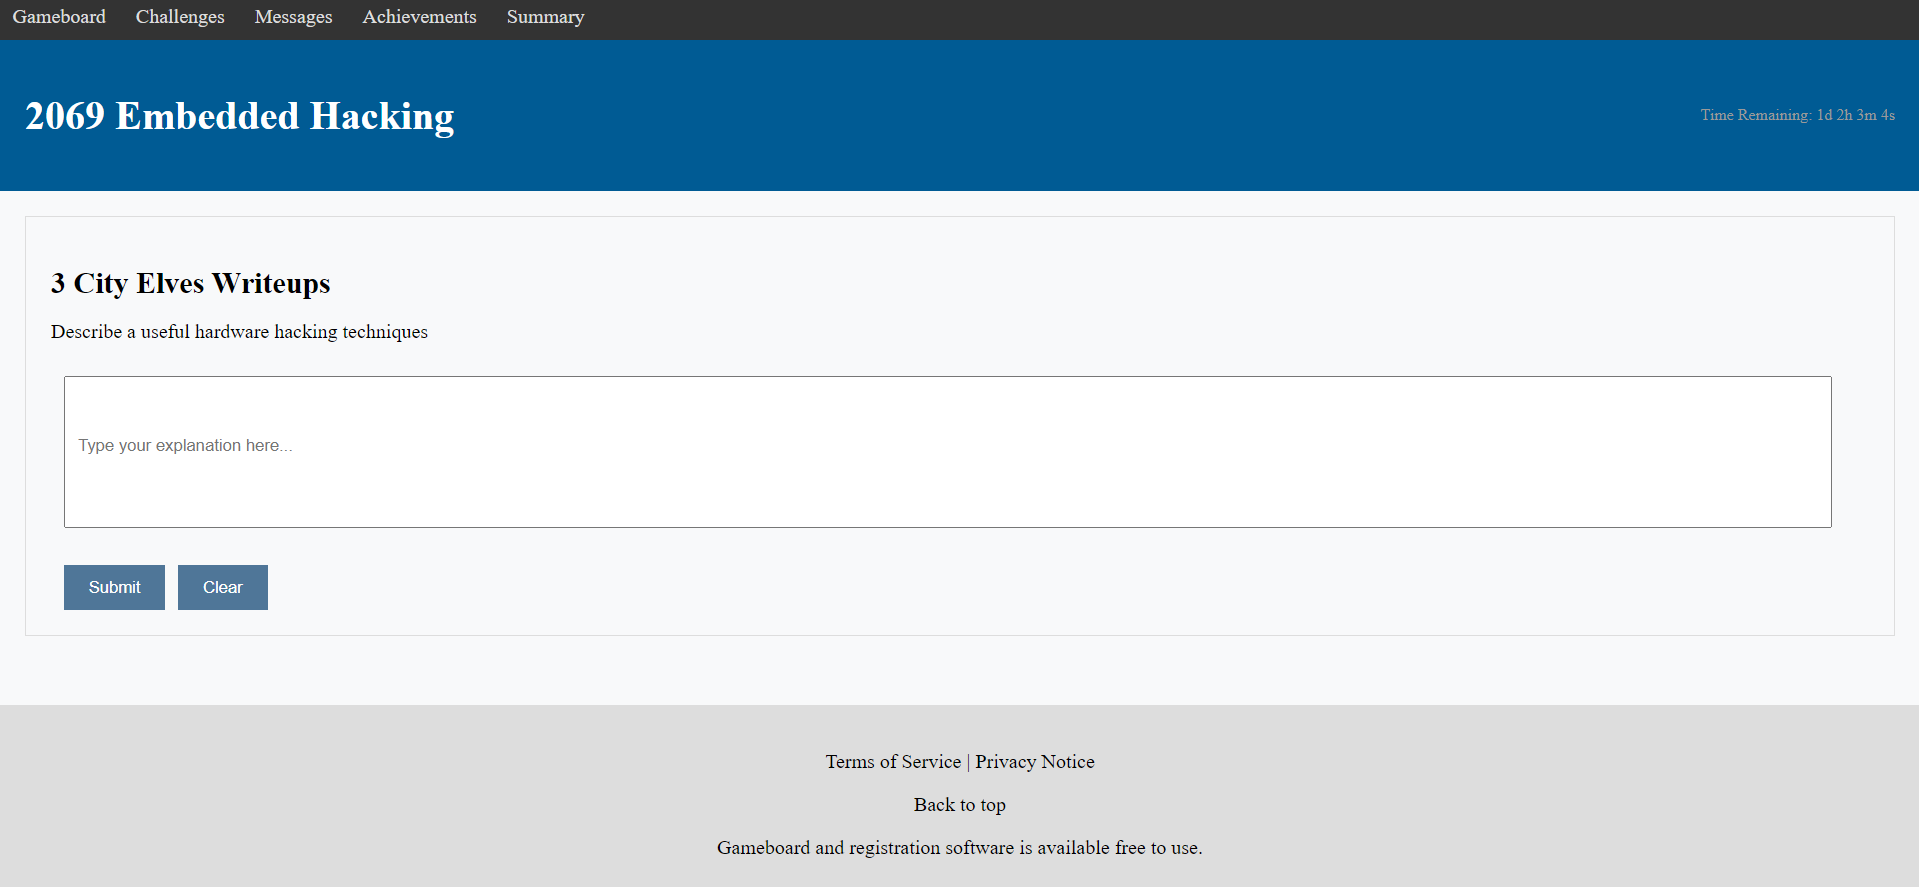 Gameboard Challenges Messages Achievements Summary
2069 Embedded Hacking
Time Remaining: 1d 2h 3m 4s
3 City Elves Writeups
Describe a useful hardware hacking techniques
Type your explanation here...
Submit Clear
Terms of Service | Privacy Notice
Back to top
Gameboard and registration software is available free to use.